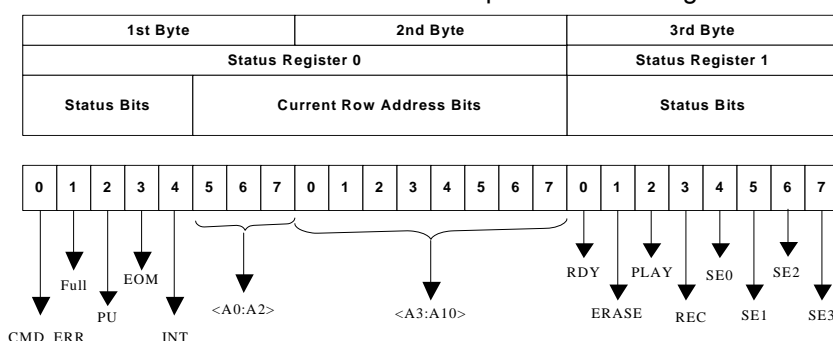 1st Byte 2nd Byte 3rd Byte
Status Register 0 Status Register 1
Status Bits Current Row Address Bits Status Bits
0 1 2 3 4 5 6 7 0 1 2 3 4 5 6 7 0 1 2 3 4 5 6 7
Full EOM RDY PLAY SE0 SE2
CMD_ERR PU INT <A0:A2> <A3:A10> ERASE REC SE1 SE3